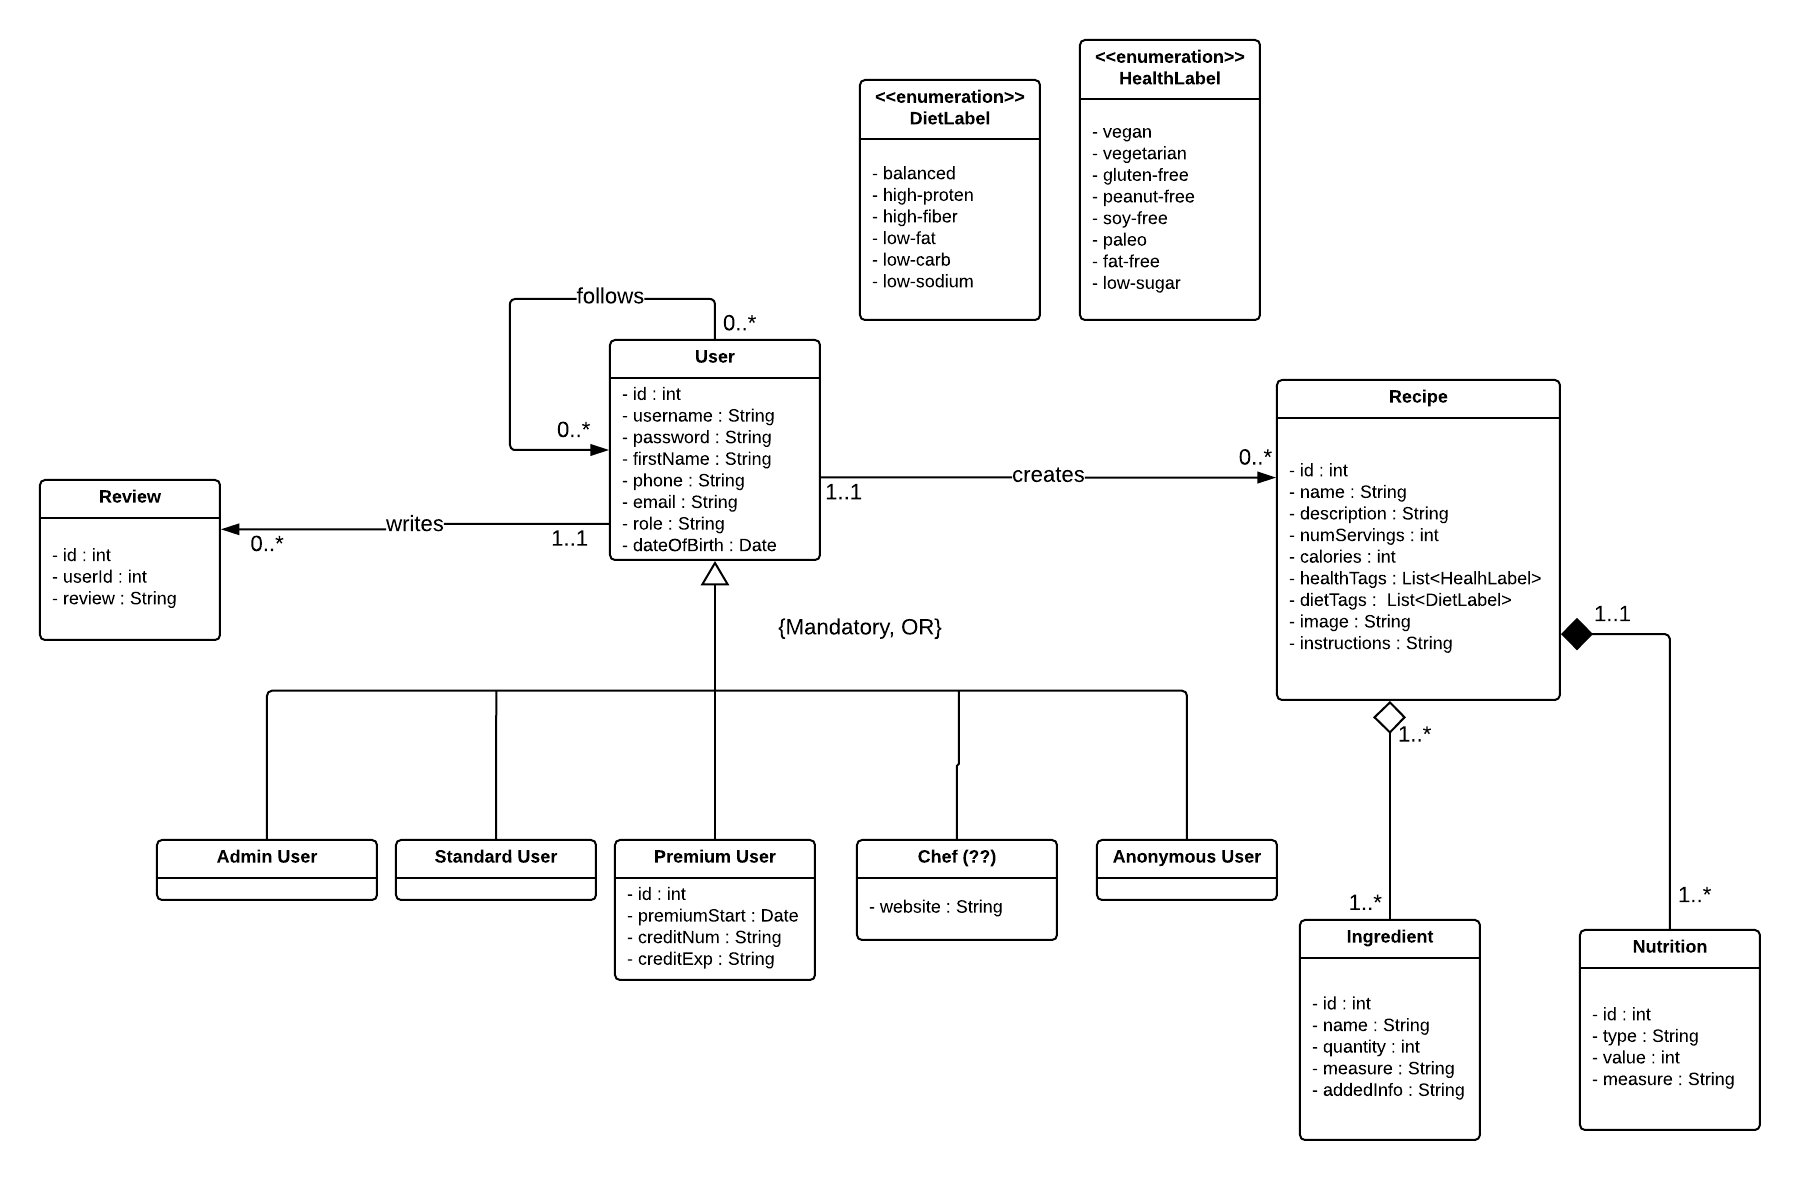 <<enumeration>>
HealthLabel
- vegan
- vegetarian
- gluten-free
- peanut-free
- soy-free
- paleo
- fat-free
- low-sugar
<<enumeration>>
DietLabel
- balanced
- high-proten
- high-fiber
- low-fat
- low-carb
- low-sodium
follows
0..*
0..*
User
- id : int
- username : String
- password : String
- firstName : String
- phone : String
- email : String
- role : String
- dateOfBirth : Date
creates
1..1
0..*
Recipe
- id : int
- name : String
- description : String
- numServings : int
- calories : int
- healthTags : List<HealhLabel>
- dietTags :  List<DietLabel>
- image : String
- instructions : String
writes
1..1
0..*
Review
- id : int
- userId : int
- review : String
{Mandatory, OR}
1..1
1..*
1..*
1..*
Admin User
Standard User
Premium User
- id : int
- premiumStart : Date
- creditNum : String
- creditExp : String
Chef (??)
- website : String
Anonymous User
Ingredient
- id : int
- name : String
- quantity : int
- measure : String
- addedInfo : String
Nutrition
- id : int
- type : String
- value : int
- measure : String